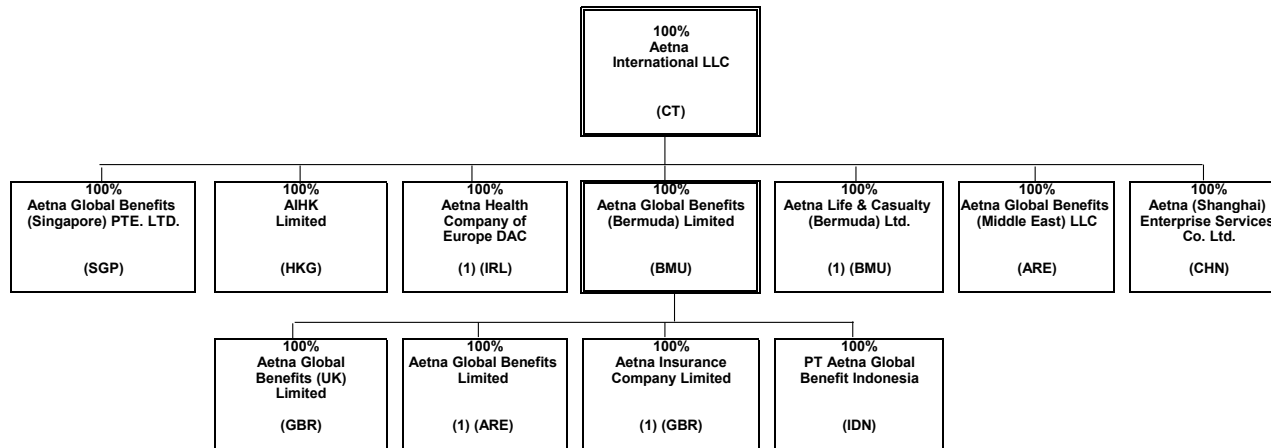 100%
Aetna
International LLC
(CT)
100%
Aetna Global Benefits
(Singapore) PTE. LTD.
(SGP)
100%
AIHK
Limited
(HKG)
100%
Aetna Health
Company of
Europe DAC
(1) (IRL)
100%
Aetna Global Benefits
(Bermuda) Limited
(BMU)
100%
Aetna Life & Casualty
(Bermuda) Ltd.
(1) (BMU)
100%
Aetna Global Benefits
(Middle East) LLC
(ARE)
100%
Aetna (Shanghai)
Enterprise Services
Co. Ltd.
(CHN)
100%
Aetna Global
Benefits (UK)
Limited
(GBR)
100%
Aetna Global Benefits
Limited
(1) (ARE)
100%
Aetna Insurance
Company Limited
(1) (GBR)
100%
PT Aetna Global
Benefit Indonesia
(IDN)